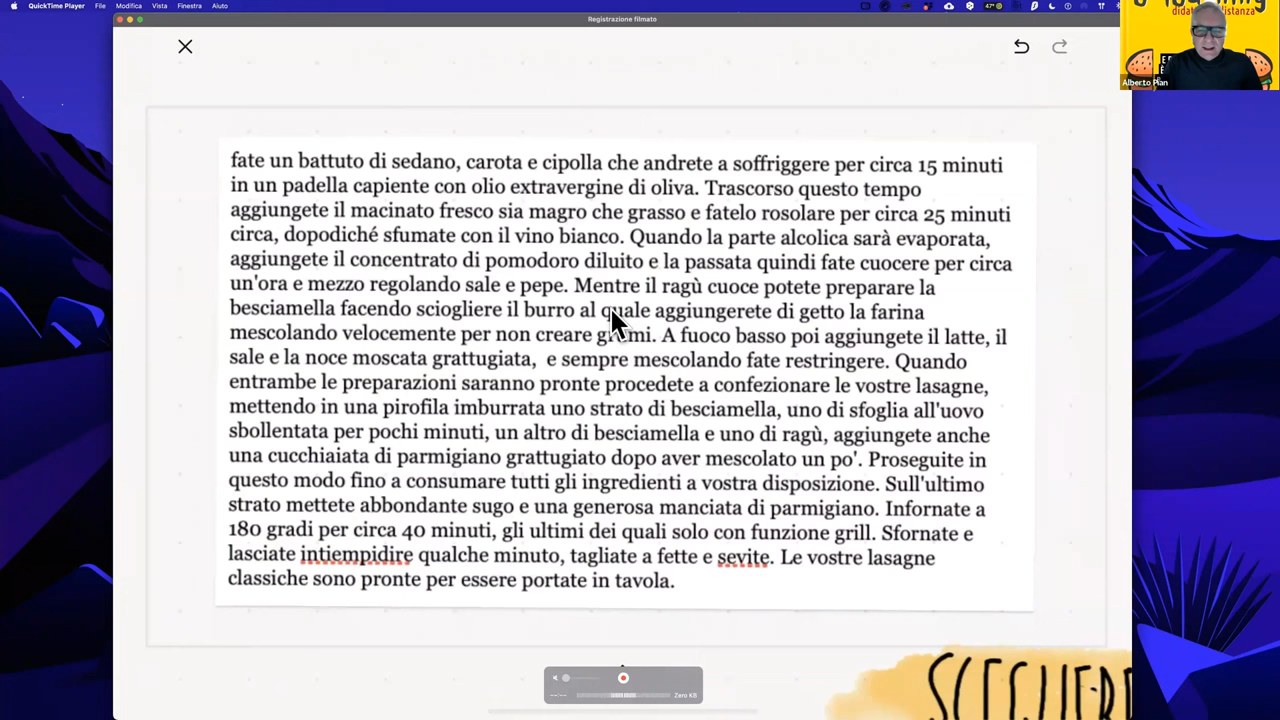 QuickTime Player File Modifica Vista Finestra Aiuto
47°
Registrazione filmato
didattica distanza
Alberto Pian
fate un battuto di sedano, carota e cipolla che andrete a soffriggere per circa 15 minuti
in un padella capiente con olio extravergine di oliva. Trascorso questo tempo
aggiungete il macinato fresco sia magro che grasso e fatelo rosolare per circa 25 minuti
circa, dopodiché sfumate con il vino bianco. Quando la parte alcolica sarà evaporata,
aggiungete il concentrato di pomodoro diluito e la passata quindi fate cuocere per circa
un'ora e mezzo regolando sale e pepe. Mentre il ragù cuoce potete preparare la
besciamella facendo sciogliere il burro al quale aggiungerete di getto la farina
mescolando velocemente per non creare grumi. A fuoco basso poi aggiungete il latte, il
sale e la noce moscata grattugiata, e sempre mescolando fate restringere. Quando
entrambe le preparazioni saranno pronte procedete a confezionare le vostre lasagne,
mettendo in una pirofila imburrata uno strato di besciamella, uno di sfoglia all'uovo
sbollentata per pochi minuti, un altro di besciamella e uno di ragù, aggiungete anche
una cucchiaiata di parmigiano grattugiato dopo aver mescolato un po'. Proseguite in
questo modo fino a consumare tutti gli ingredienti a vostra disposizione. Sull'ultimo
strato mettete abbondante sugo e una generosa manciata di parmigiano. Infornate a
180 gradi per circa 40 minuti, gli ultimi dei quali solo con funzione grill. Sfornate e
lasciate intiempidire qualche minuto, tagliate a fette e sevite. Le vostre lasagne
classiche sono pronte per essere portate in tavola.
Zero KB
SCEGLIER